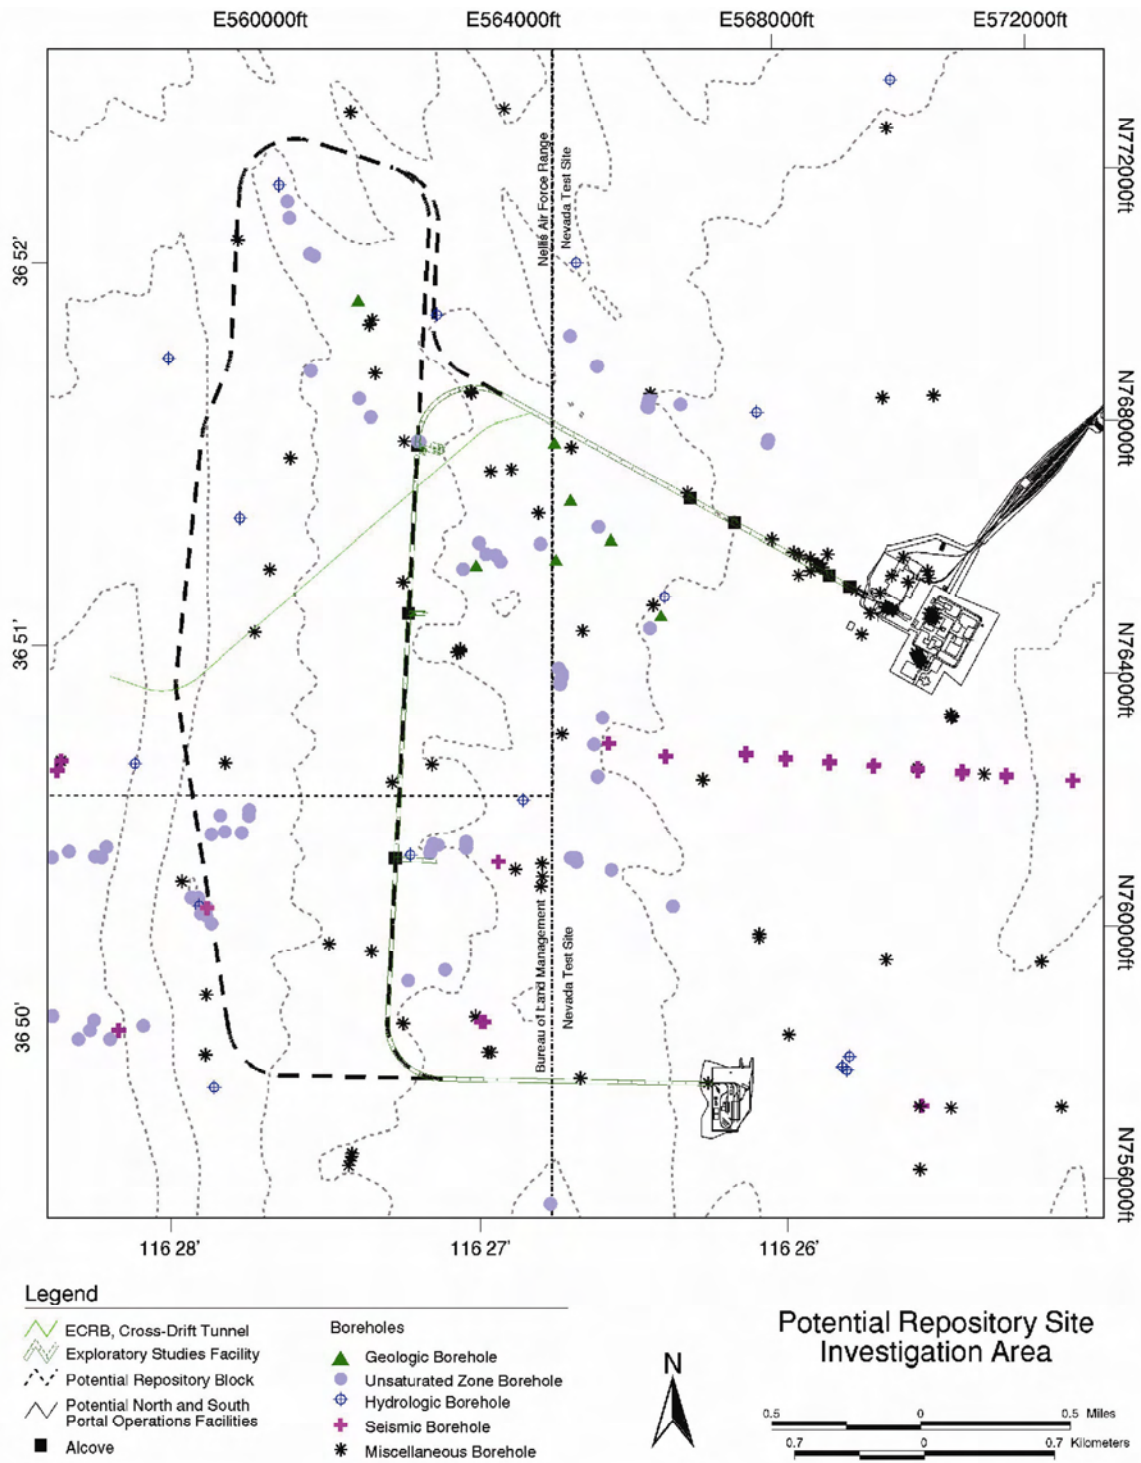 E560000ft E564000ft E568000ft E572000ft
N772000ft
N768000ft
N764000ft
N760000ft
N756000ft
36 52'
36 51'
36 50'
Nellis Air Force Range
Nevada Test Site
Bureau of Land Management
Nevada Test Site
116 28' 116 27' 116 26'
Legend
ECRB, Cross-Drift Tunnel
Exploratory Studies Facility
Potential Repository Block
Potential North and South
Portal Operations Facilities
Alcove
Boreholes
Geologic Borehole
Unsaturated Zone Borehole
Hydrologic Borehole
Seismic Borehole
Miscellaneous Borehole
N
Potential Repository Site
Investigation Area
0.5 0 0.5 Miles
0.7 0 0.7 Kilometers